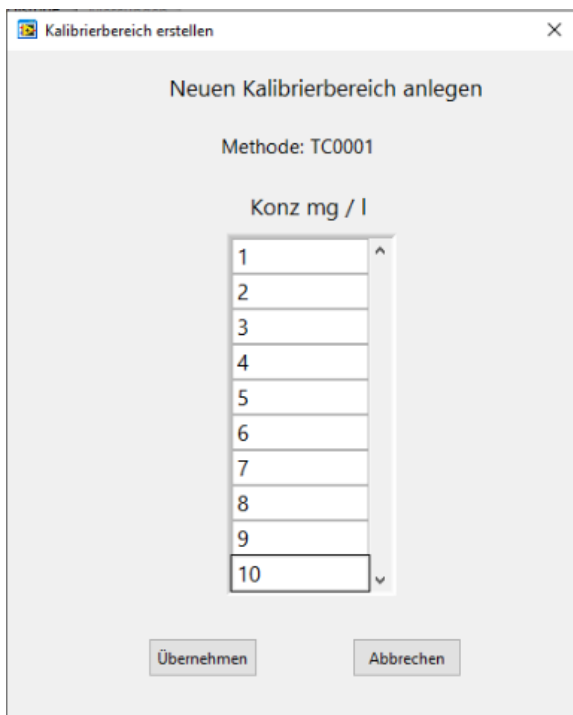 Kalibrierbereich erstellen
Neuen Kalibrierbereich anlegen
Methode: TC0001
Konz mg / l
1
2
3
4
5
6
7
8
9
10
Übernehmen Abbrechen